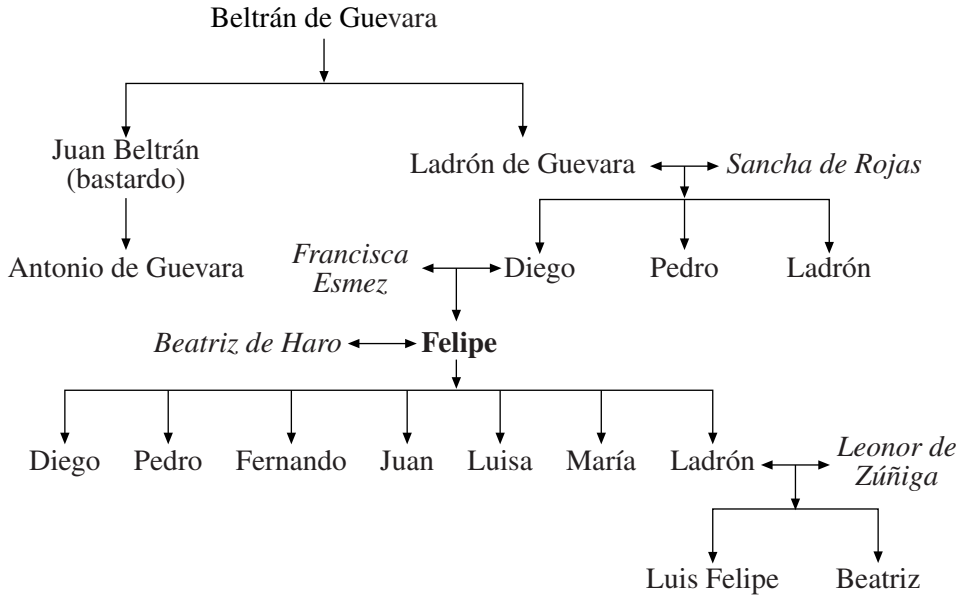 Beltrán de Guevara
Juan Beltrán
(bastardo)
Ladrón de Guevara
Sancha de Rojas
Antonio de Guevara
Francisca
Esmez
Diego
Pedro
Ladrón
Beatriz de Haro
Felipe
Diego
Pedro
Fernando
Juan
Luisa
María
Ladrón
Leonor de
Zúñiga
Luis Felipe
Beatriz